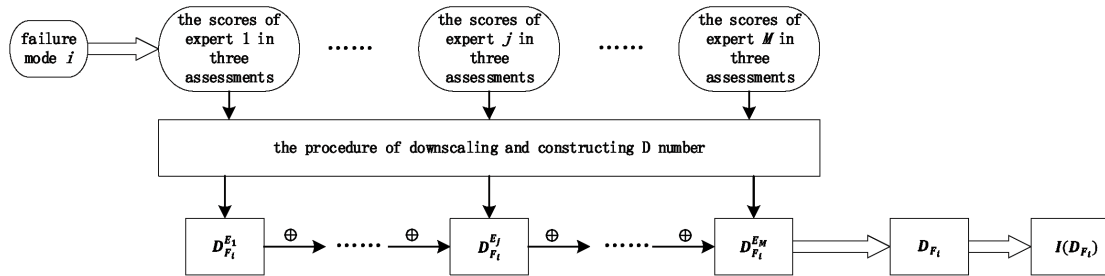 failure
mode i
the scores of
expert 1 in
three
assessments
······
the scores of
expert j in
three
assessments
······
the scores of
expert M in
three
assessments
the procedure of downscaling and constructing D number
D_{F_i}^{E_1} ⊕ ······ ⊕ D_{F_i}^{E_j} ⊕ ······ ⊕ D_{F_i}^{E_M} D_{F_i} I(D_{F_i})